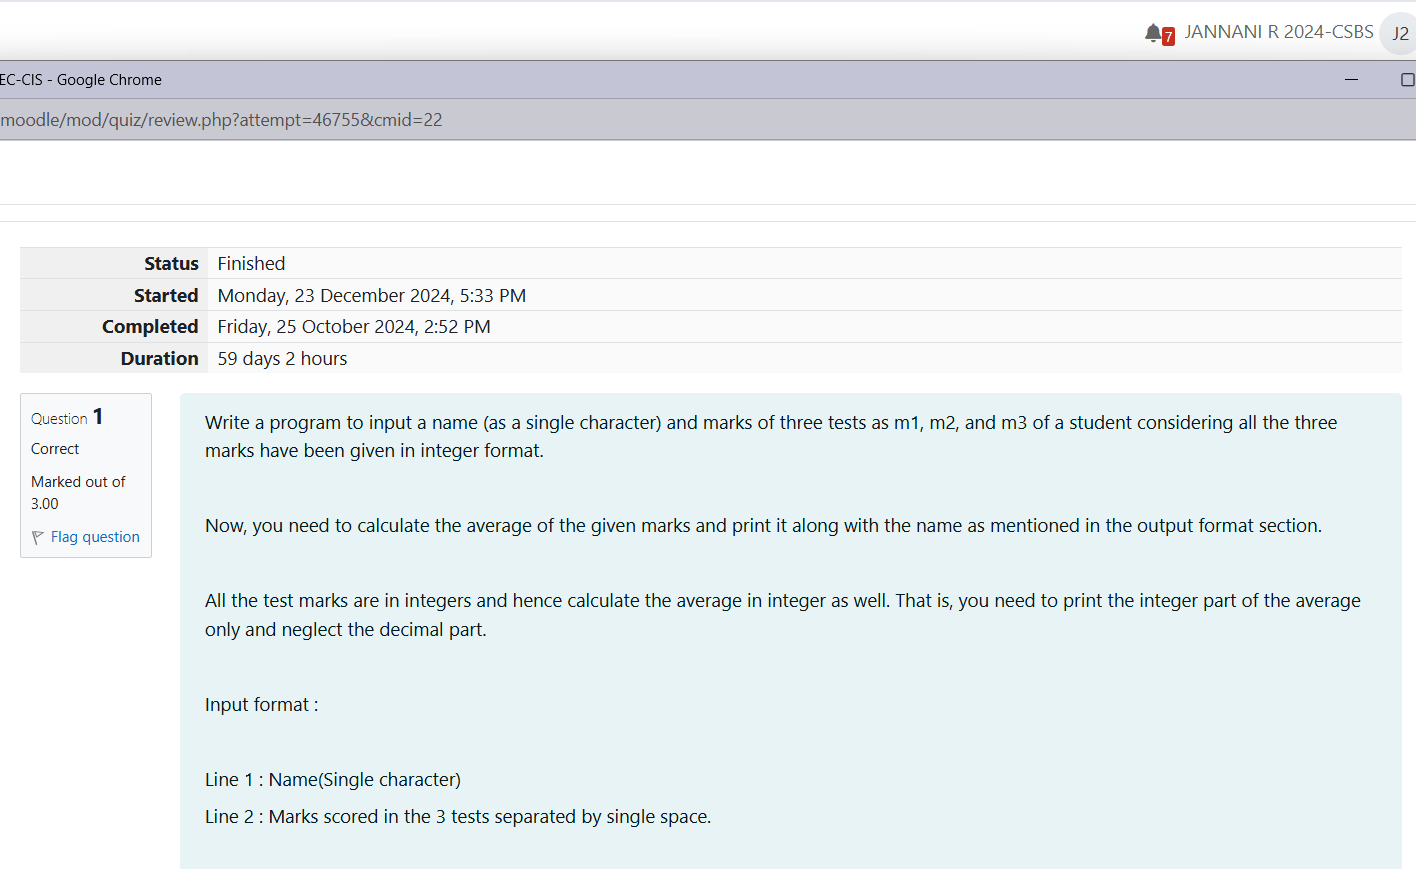 7 JANNANI R 2024-CSBS J2
EC-CIS - Google Chrome
moodle/mod/quiz/review.php?attempt=46755&cmid=22
Status Finished
Started Monday, 23 December 2024, 5:33 PM
Completed Friday, 25 October 2024, 2:52 PM
Duration 59 days 2 hours
Question 1
Correct
Marked out of
3.00
Flag question
Write a program to input a name (as a single character) and marks of three tests as m1, m2, and m3 of a student considering all the three
marks have been given in integer format.
Now, you need to calculate the average of the given marks and print it along with the name as mentioned in the output format section.
All the test marks are in integers and hence calculate the average in integer as well. That is, you need to print the integer part of the average
only and neglect the decimal part.
Input format :
Line 1 : Name(Single character)
Line 2 : Marks scored in the 3 tests separated by single space.